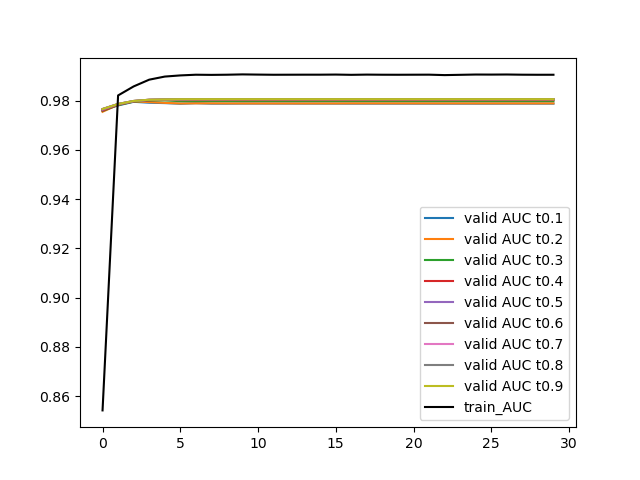 0.98
0.96
0.94
0.92
0.90
0.88
0.86
0 5 10 15 20 25 30
valid AUC t0.1
valid AUC t0.2
valid AUC t0.3
valid AUC t0.4
valid AUC t0.5
valid AUC t0.6
valid AUC t0.7
valid AUC t0.8
valid AUC t0.9
train_AUC